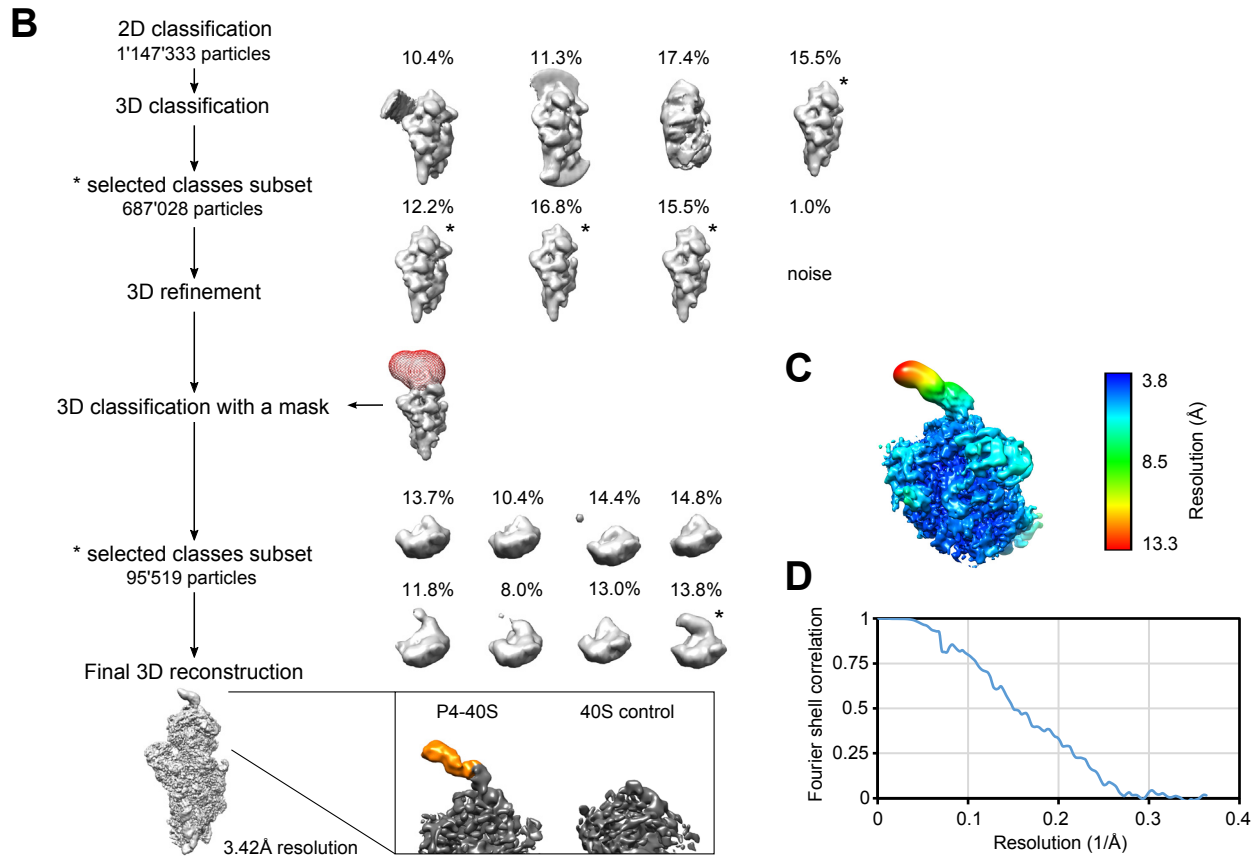 B
2D classification
1'147'333 particles
3D classification
* selected classes subset
687'028 particles
3D refinement
3D classification with a mask
* selected classes subset
95'519 particles
Final 3D reconstruction
3.42Å resolution
10.4% 11.3% 17.4% 15.5%
*
12.2% 16.8% 15.5% 1.0%
* * *
noise
13.7% 10.4% 14.4% 14.8%
11.8% 8.0% 13.0% 13.8%
*
P4-40S 40S control
C
3.8
8.5
13.3
Resolution (Å)
D
Fourier shell correlation
1
0.75
0.5
0.25
0
0 0.1 0.2 0.3 0.4
Resolution (1/Å)